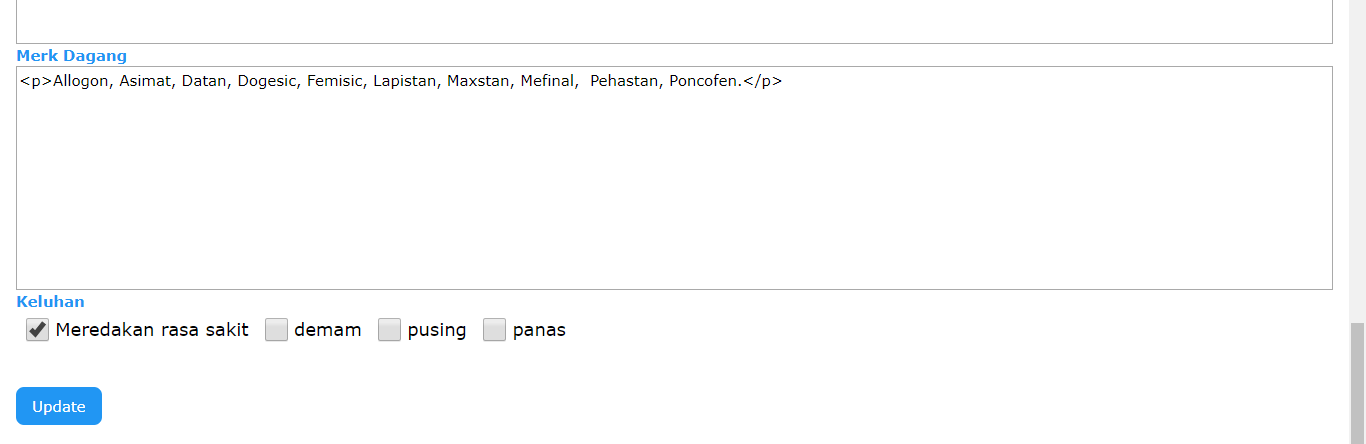 Merk Dagang
<p>Allogon, Asimat, Datan, Dogesic, Femisic, Lapistan, Maxstan, Mefinal,  Pehastan, Poncofen.</p>
Keluhan
Meredakan rasa sakit demam pusing panas
Update